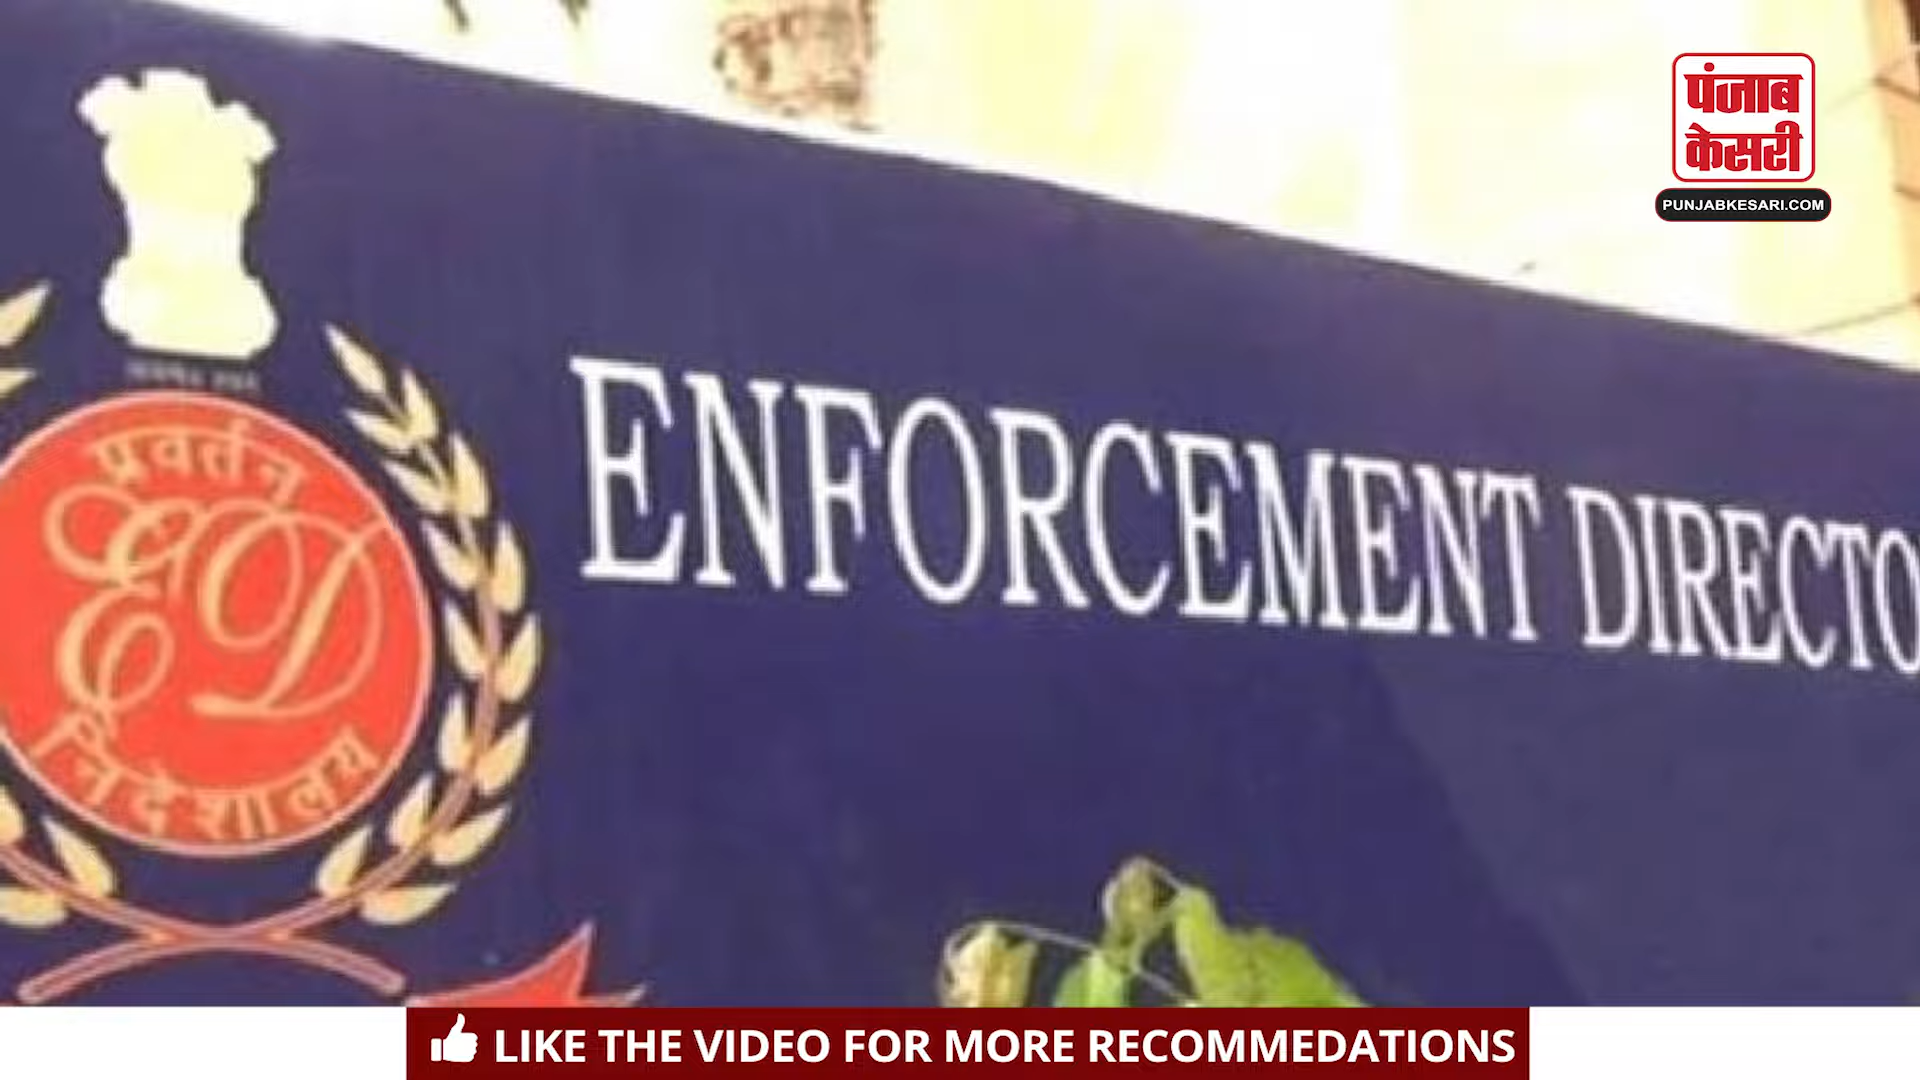 पंजाब
केसरी
PUNJABKESARI.COM
ENFORCEMENT DIRECTO
प्रवर्तन
ED
निदेशालय
LIKE THE VIDEO FOR MORE RECOMMEDATIONS